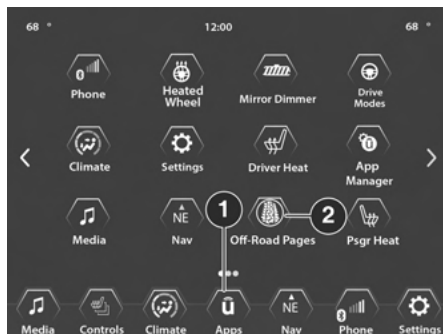 68 ° 12:00 68 °
Phone
Heated
Wheel
Mirror Dimmer
Drive
Modes
Climate
Settings
Driver Heat
App
Manager
Media
NE
Nav
1
Off-Road Pages
2
Psgr Heat
û
NE
Media Controls Climate Apps Nav Phone Settings